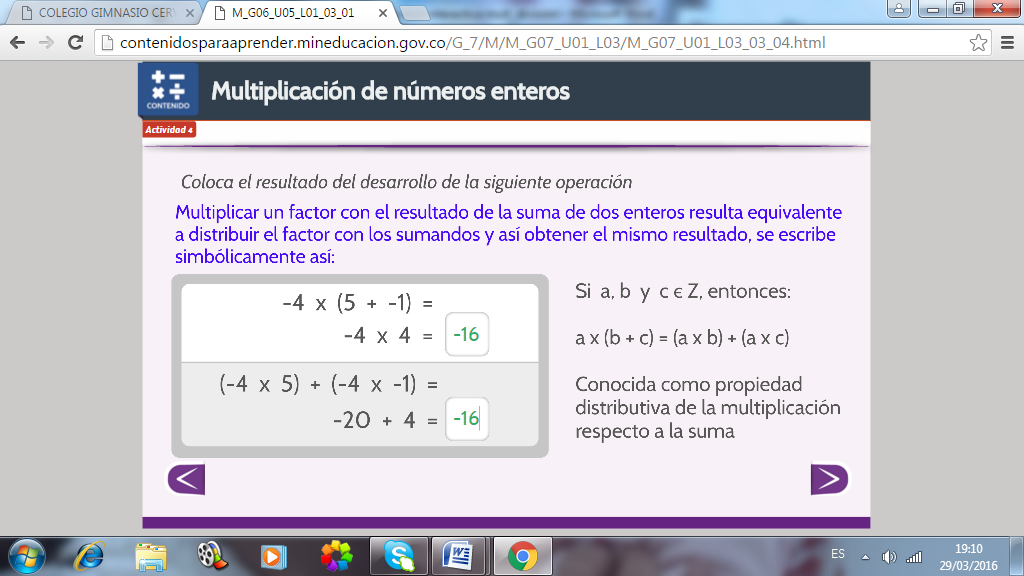 COLEGIO GIMNASIO CER
M_G06_U05_L01_03_01
contenidosparaaprender.mineducacion.gov.co/G_7/M/M_G07_U01_L03/M_G07_U01_L03_03_04.html
CONTENIDO
Multiplicación de números enteros
Actividad 4
Coloca el resultado del desarrollo de la siguiente operación
Multiplicar un factor con el resultado de la suma de dos enteros resulta equivalente
a distribuir el factor con los sumandos y así obtener el mismo resultado, se escribe
simbólicamente así:
-4 x (5 + -1) =
-4 x 4 = -16
(-4 x 5) + (-4 x -1) =
-20 + 4 = -16
Si a, b y c ϵ Z, entonces:
a x (b + c) = (a x b) + (a x c)
Conocida como propiedad
distributiva de la multiplicación
respecto a la suma
< >
ES
19:10
29/03/2016